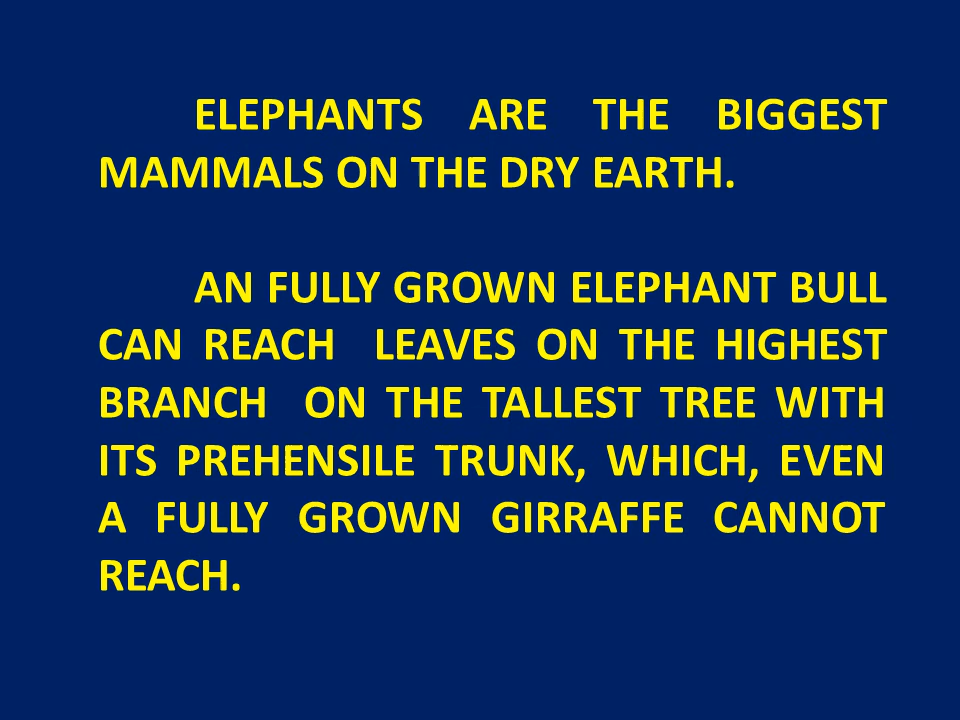 ELEPHANTS ARE THE BIGGEST
MAMMALS ON THE DRY EARTH.
AN FULLY GROWN ELEPHANT BULL
CAN REACH LEAVES ON THE HIGHEST
BRANCH ON THE TALLEST TREE WITH
ITS PREHENSILE TRUNK, WHICH, EVEN
A FULLY GROWN GIRRAFFE CANNOT
REACH.